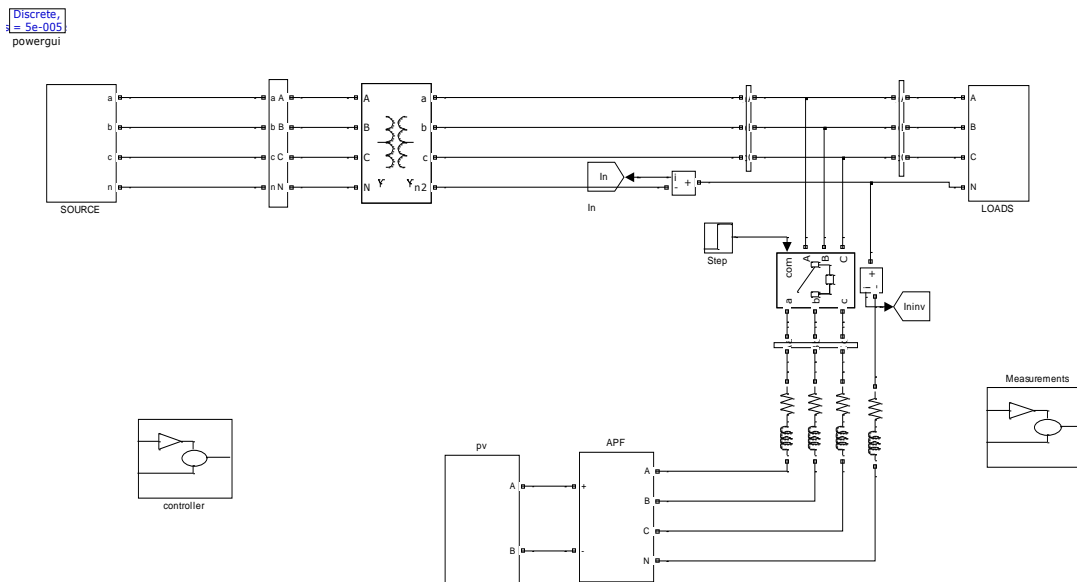 Discrete,
s = 5e-005
powergui
a
b
c
n
SOURCE
a A
b B
c C
n N
A
B
C
N
a
b
c
n2
In
i
+
-
In
A
B
C
N
LOADS
Step
com
A
B
C
a
b
c
i
+
-
Ininv
Measurements
controller
pv
A
B
APF
+
-
A
B
C
N